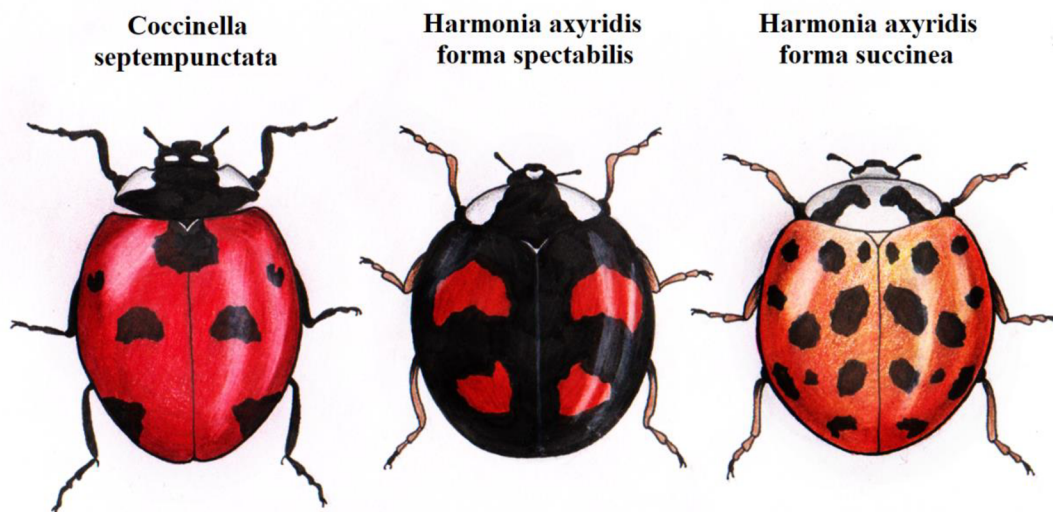 Coccinella
septempunctata
Harmonia axyridis
forma spectabilis
Harmonia axyridis
forma succinea